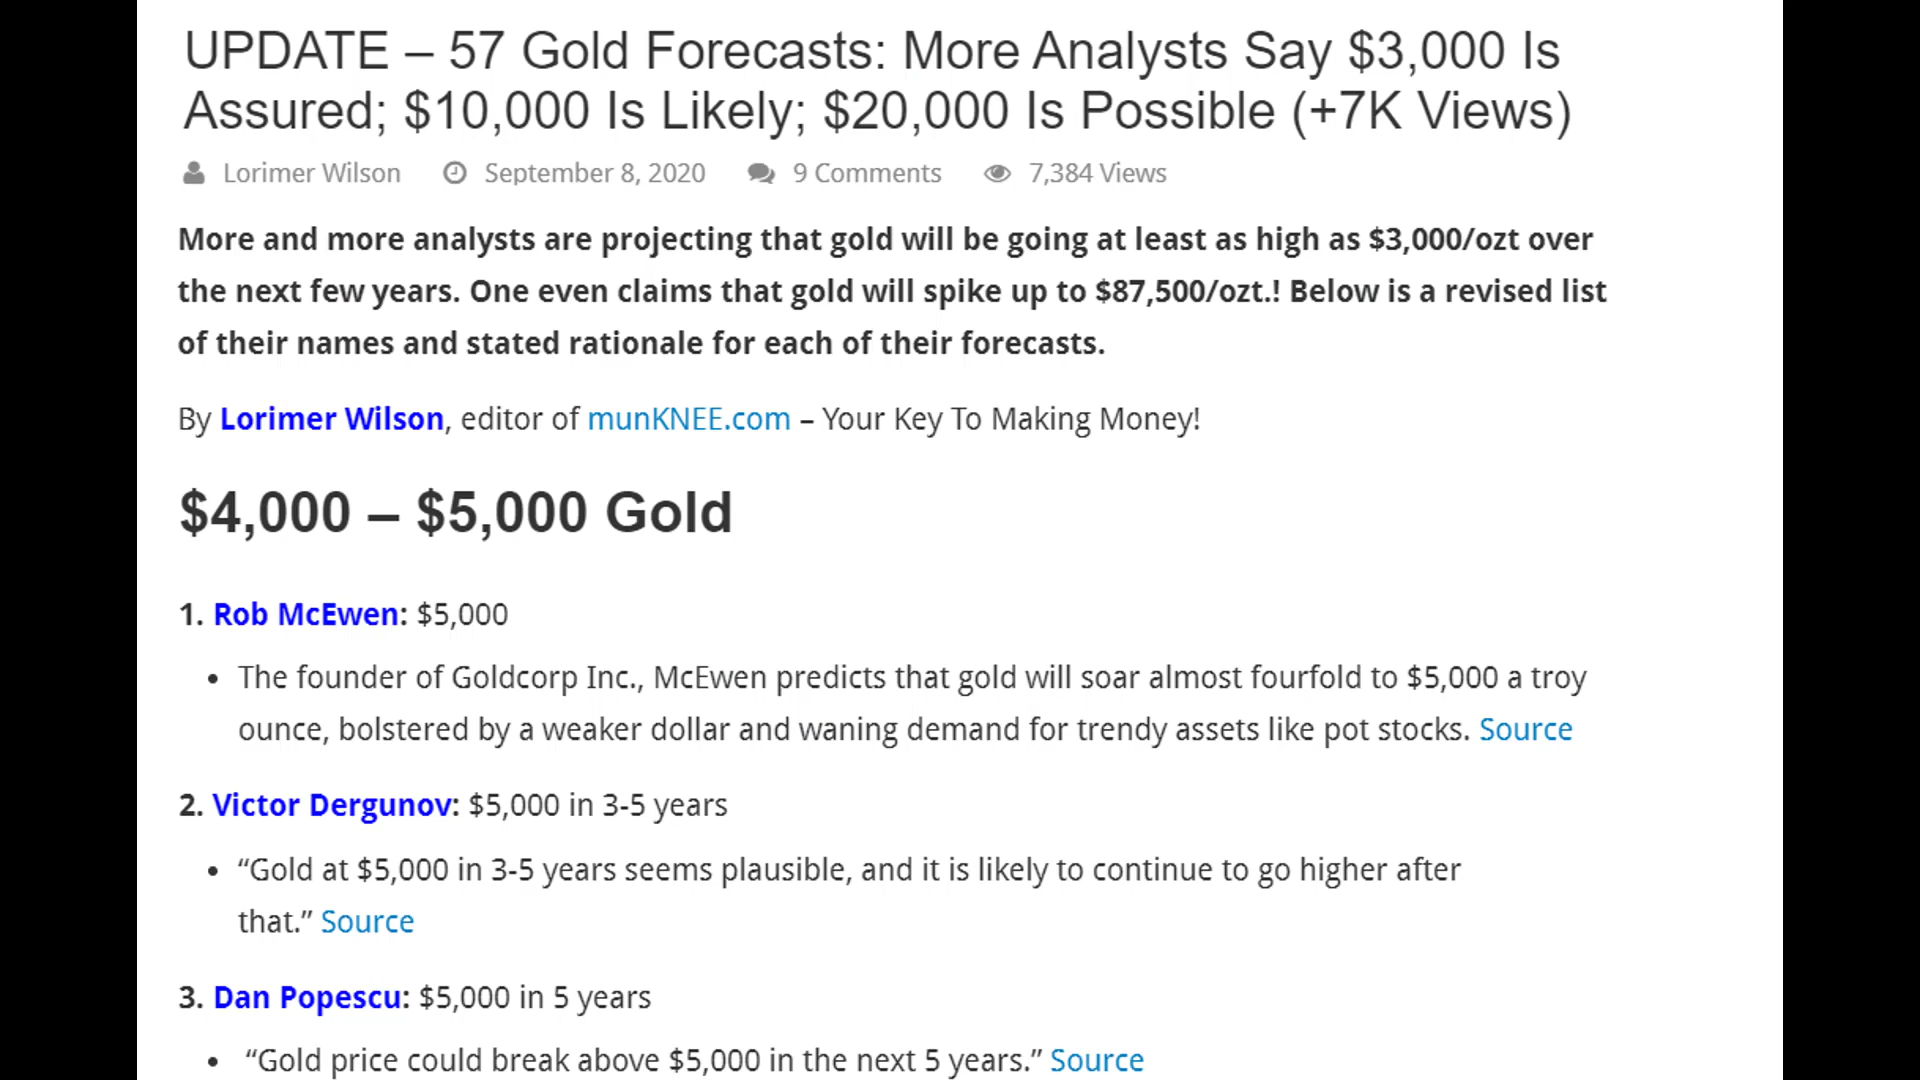 UPDATE – 57 Gold Forecasts: More Analysts Say $3,000 Is
Assured; $10,000 Is Likely; $20,000 Is Possible (+7K Views)
Lorimer Wilson September 8, 2020 9 Comments 7,384 Views
More and more analysts are projecting that gold will be going at least as high as $3,000/ozt over
the next few years. One even claims that gold will spike up to $87,500/ozt.! Below is a revised list
of their names and stated rationale for each of their forecasts.
By Lorimer Wilson, editor of munKNEE.com – Your Key To Making Money!
$4,000 – $5,000 Gold
1. Rob McEwen: $5,000
• The founder of Goldcorp Inc., McEwen predicts that gold will soar almost fourfold to $5,000 a troy
ounce, bolstered by a weaker dollar and waning demand for trendy assets like pot stocks. Source
2. Victor Dergunov: $5,000 in 3-5 years
• “Gold at $5,000 in 3-5 years seems plausible, and it is likely to continue to go higher after
that.” Source
3. Dan Popescu: $5,000 in 5 years
• “Gold price could break above $5,000 in the next 5 years.” Source